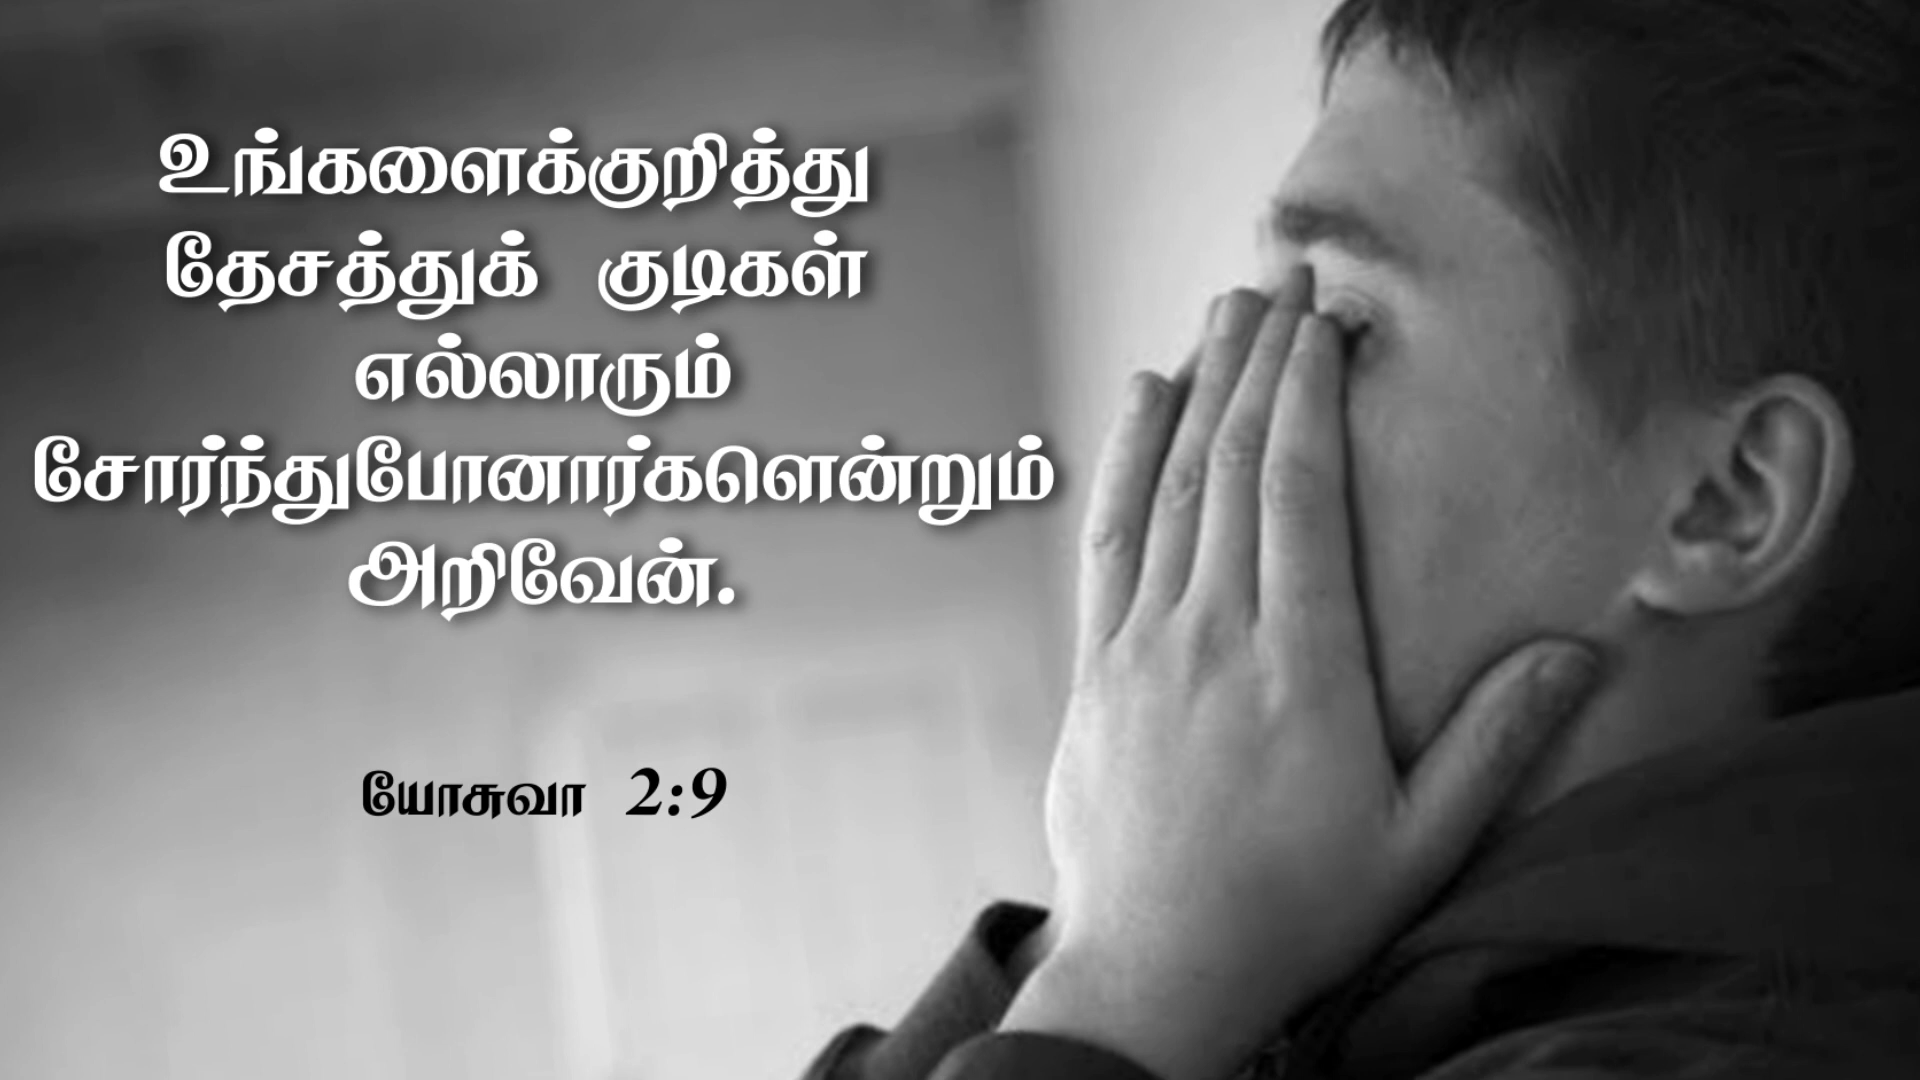 உங்களைக்குறித்து
தேசத்துக் குடிகள்
எல்லாரும்
சோர்ந்துபோனார்களென்றும்
அறிவேன்.
யோசுவா 2:9